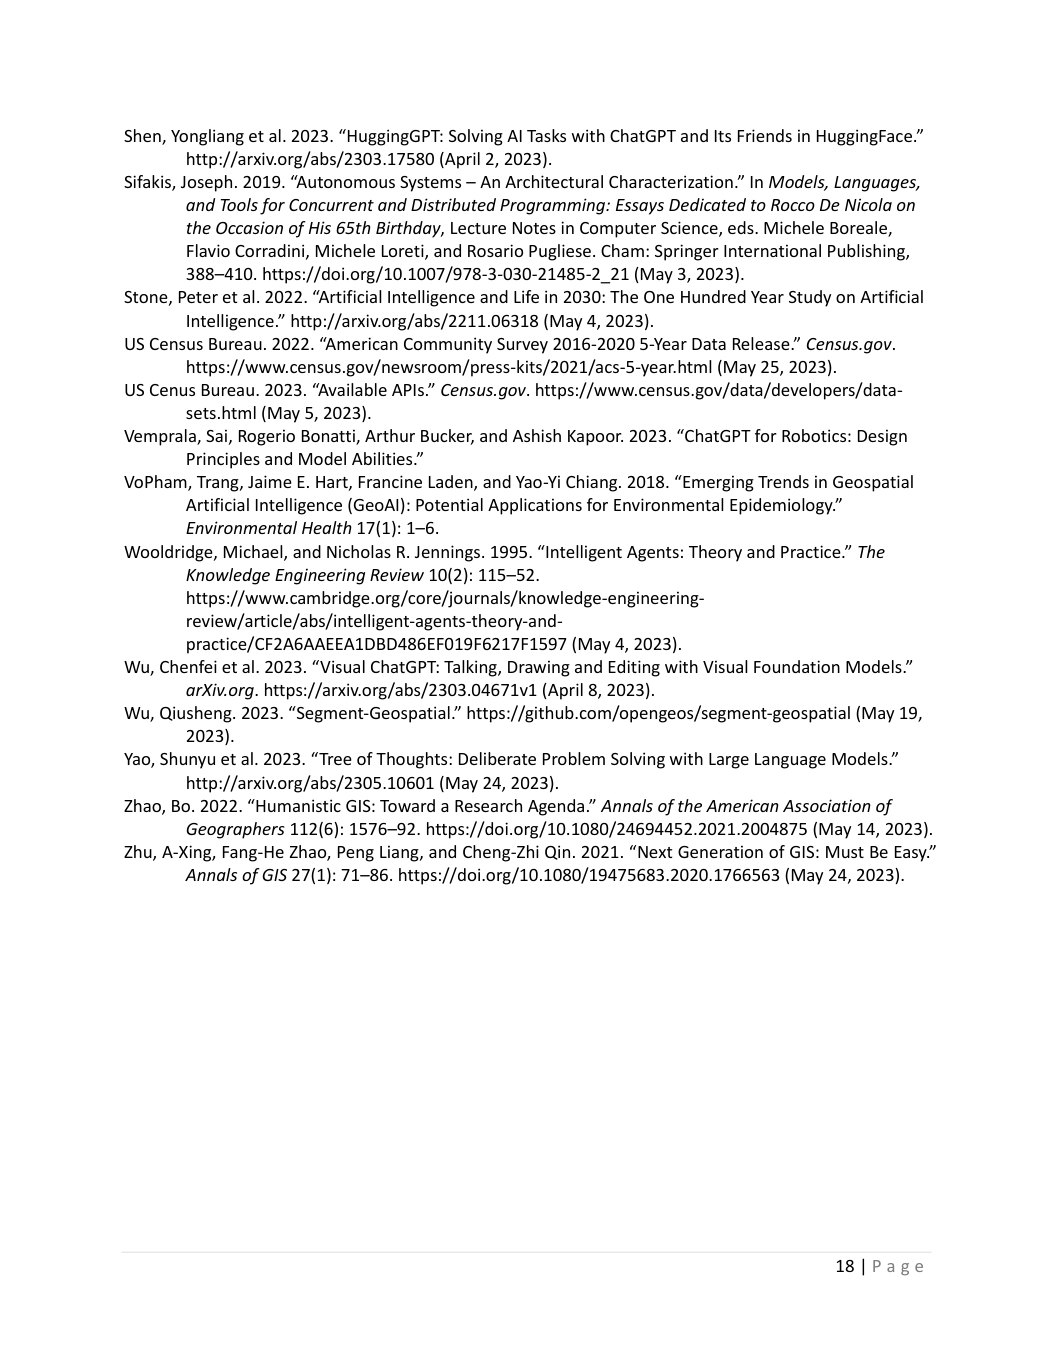 Shen, Yongliang et al. 2023. “HuggingGPT: Solving AI Tasks with ChatGPT and Its Friends in HuggingFace.”
http://arxiv.org/abs/2303.17580 (April 2, 2023).
Sifakis, Joseph. 2019. “Autonomous Systems – An Architectural Characterization.” In Models, Languages,
and Tools for Concurrent and Distributed Programming: Essays Dedicated to Rocco De Nicola on
the Occasion of His 65th Birthday, Lecture Notes in Computer Science, eds. Michele Boreale,
Flavio Corradini, Michele Loreti, and Rosario Pugliese. Cham: Springer International Publishing,
388–410. https://doi.org/10.1007/978-3-030-21485-2_21 (May 3, 2023).
Stone, Peter et al. 2022. “Artificial Intelligence and Life in 2030: The One Hundred Year Study on Artificial
Intelligence.” http://arxiv.org/abs/2211.06318 (May 4, 2023).
US Census Bureau. 2022. “American Community Survey 2016-2020 5-Year Data Release.” Census.gov.
https://www.census.gov/newsroom/press-kits/2021/acs-5-year.html (May 25, 2023).
US Cenus Bureau. 2023. “Available APIs.” Census.gov. https://www.census.gov/data/developers/data-
sets.html (May 5, 2023).
Vemprala, Sai, Rogerio Bonatti, Arthur Bucker, and Ashish Kapoor. 2023. “ChatGPT for Robotics: Design
Principles and Model Abilities.”
VoPham, Trang, Jaime E. Hart, Francine Laden, and Yao-Yi Chiang. 2018. “Emerging Trends in Geospatial
Artificial Intelligence (GeoAI): Potential Applications for Environmental Epidemiology.”
Environmental Health 17(1): 1–6.
Wooldridge, Michael, and Nicholas R. Jennings. 1995. “Intelligent Agents: Theory and Practice.” The
Knowledge Engineering Review 10(2): 115–52.
https://www.cambridge.org/core/journals/knowledge-engineering-
review/article/abs/intelligent-agents-theory-and-
practice/CF2A6AAEEA1DBD486EF019F6217F1597 (May 4, 2023).
Wu, Chenfei et al. 2023. “Visual ChatGPT: Talking, Drawing and Editing with Visual Foundation Models.”
arXiv.org. https://arxiv.org/abs/2303.04671v1 (April 8, 2023).
Wu, Qiusheng. 2023. “Segment-Geospatial.” https://github.com/opengeos/segment-geospatial (May 19,
2023).
Yao, Shunyu et al. 2023. “Tree of Thoughts: Deliberate Problem Solving with Large Language Models.”
http://arxiv.org/abs/2305.10601 (May 24, 2023).
Zhao, Bo. 2022. “Humanistic GIS: Toward a Research Agenda.” Annals of the American Association of
Geographers 112(6): 1576–92. https://doi.org/10.1080/24694452.2021.2004875 (May 14, 2023).
Zhu, A-Xing, Fang-He Zhao, Peng Liang, and Cheng-Zhi Qin. 2021. “Next Generation of GIS: Must Be Easy.”
Annals of GIS 27(1): 71–86. https://doi.org/10.1080/19475683.2020.1766563 (May 24, 2023).
18 | Page